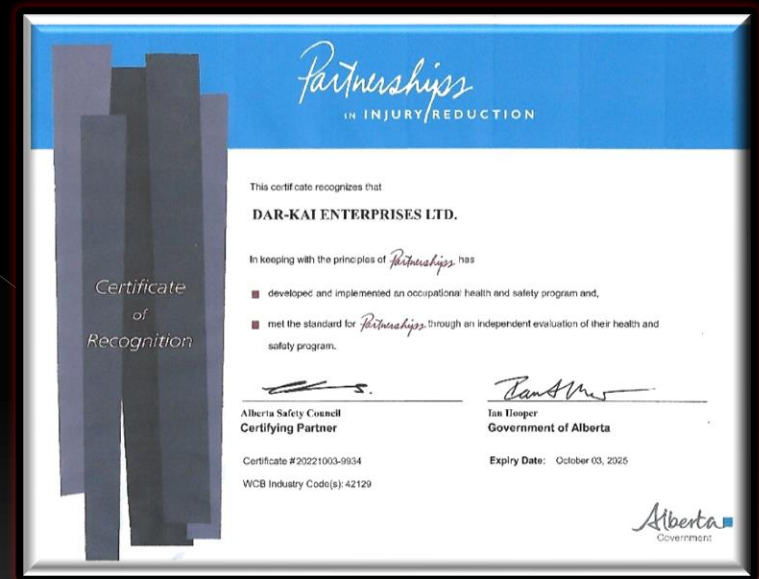 Partnerships
IN INJURY/REDUCTION
Certificate
of
Recognition
This certificate recognizes that
DAR-KAI ENTERPRISES LTD.
In keeping with the principles of Partnerships has
developed and implemented an occupational health and safety program and,
met the standard for Partnerships through an independent evaluation of their health and
safety program.
Alberta Safety Council
Certifying Partner
Certificate #20221003-9934
WCB Industry Code(s): 42129
Ian Hooper
Government of Alberta
Expiry Date: October 03, 2025
Alberta
Government